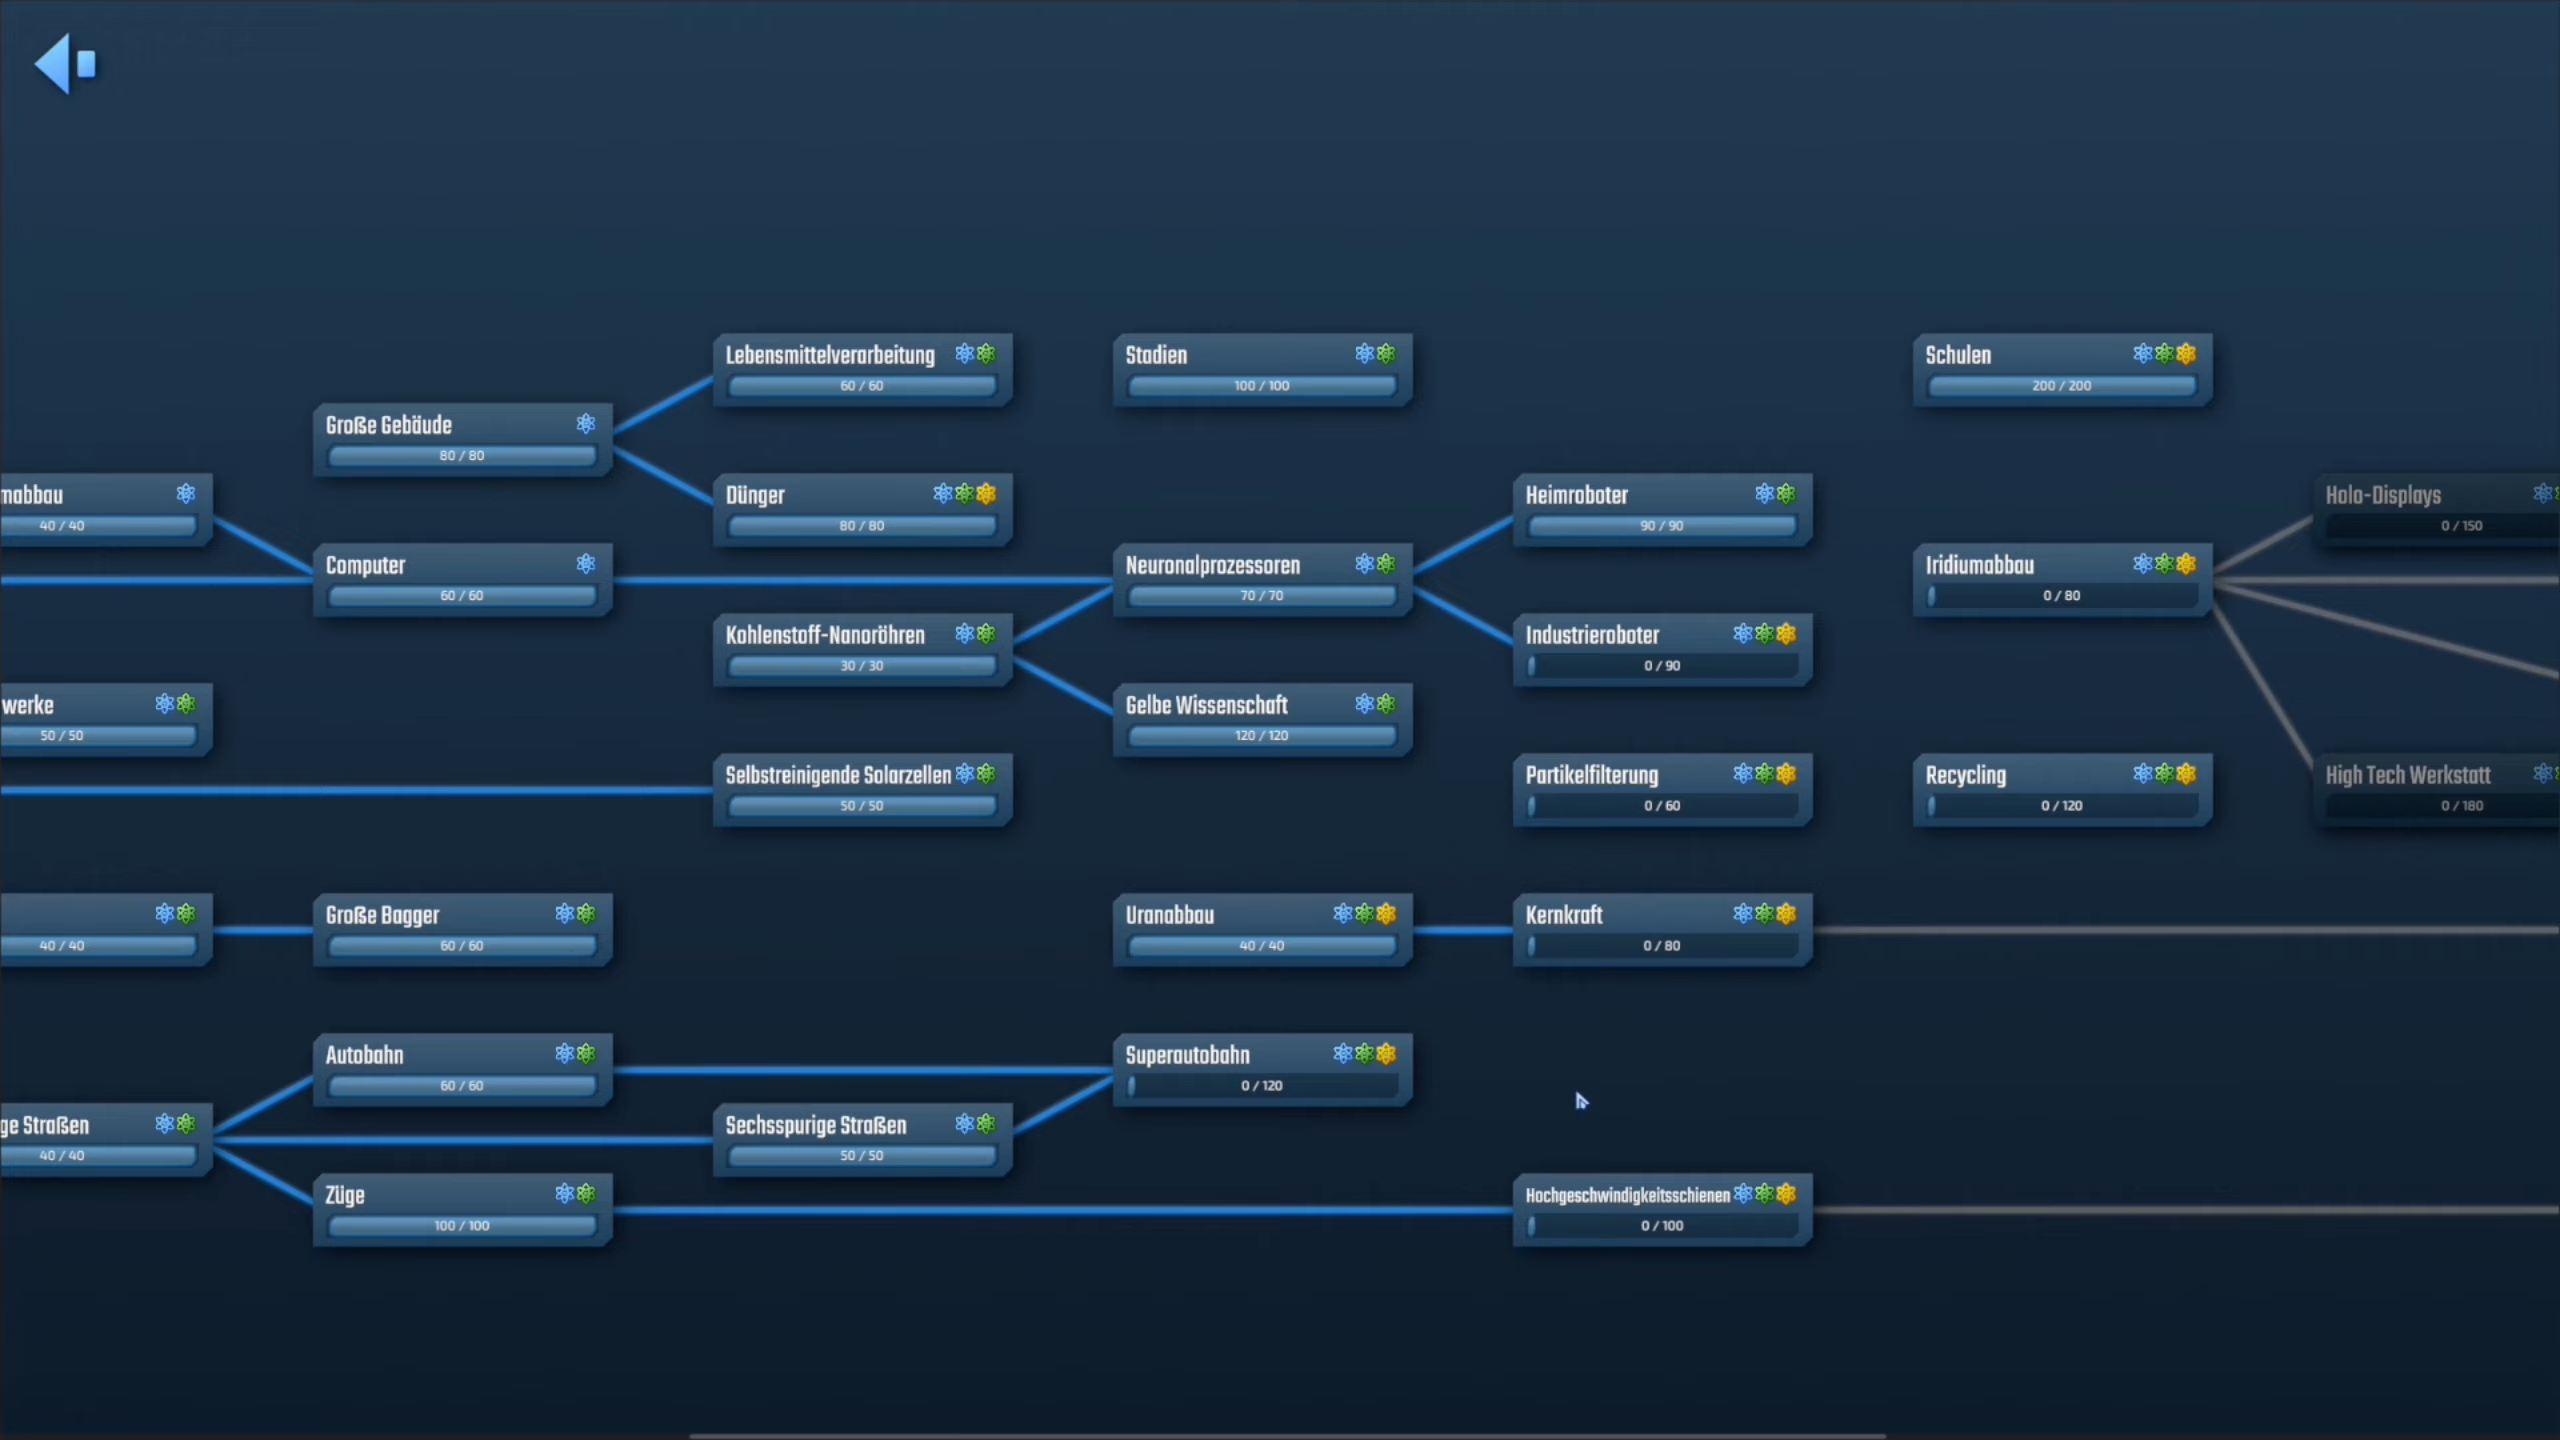 Lebensmittelverarbeitung
60 / 60
Stadien
100 / 100
Schulen
200 / 200
Große Gebäude
80 / 80
mabbau
40 / 40
Dünger
80 / 80
Heimroboter
90 / 90
Holo-Displays
0 / 150
Computer
60 / 60
Neuronalprozessoren
70 / 70
Iridiumabbau
0 / 80
Kohlenstoff-Nanoröhren
30 / 30
Industrieroboter
0 / 90
werke
50 / 50
Gelbe Wissenschaft
120 / 120
Selbstreinigende Solarzellen
50 / 50
Partikelfilterung
0 / 60
Recycling
0 / 120
High Tech Werkstatt
0 / 180
40 / 40
Große Bagger
60 / 60
Uranabbau
40 / 40
Kernkraft
0 / 80
Autobahn
60 / 60
Superautobahn
0 / 120
ge Straßen
40 / 40
Sechsspurige Straßen
50 / 50
Züge
100 / 100
Hochgeschwindigkeitsschienen
0 / 100